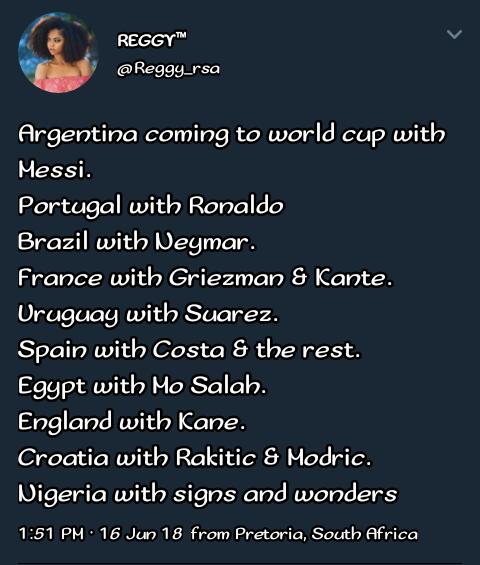 REGGY™
@Reggy_rsa
Argentina coming to world cup with
Messi.
Portugal with Ronaldo
Brazil with Neymar.
France with Griezman & Kante.
Uruguay with Suarez.
Spain with Costa & the rest.
Egypt with Mo Salah.
England with Kane.
Croatia with Rakitic & Modric.
Nigeria with signs and wonders
1:51 PM · 16 Jun 18 from Pretoria, South Africa